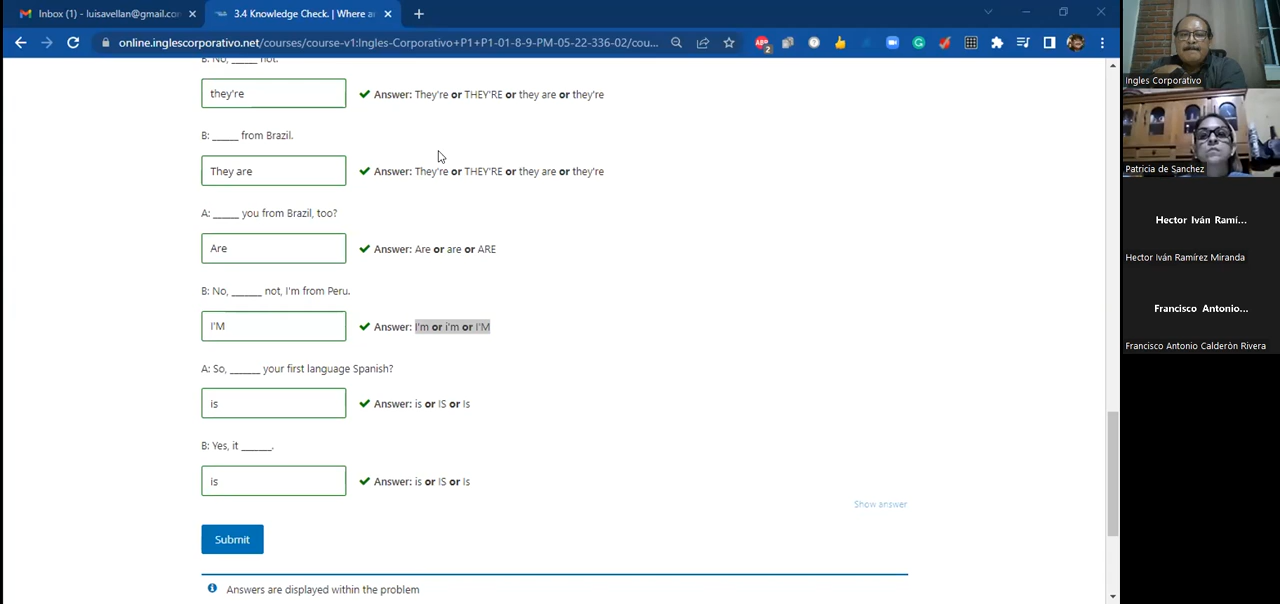 Inbox (1) - luisavellan@gmail.co
3.4 Knowledge Check. | Where a
online.inglescorporativo.net/courses/course-v1:Ingles-Corporativo+P1+P1-01-8-9-PM-05-22-336-02/cou...
B: No, _____ not.
they're
Answer: They're or THEY'RE or they are or they're
B: _____ from Brazil.
They are
Answer: They're or THEY'RE or they are or they're
A: _____ you from Brazil, too?
Are
Answer: Are or are or ARE
B: No, ______ not, I'm from Peru.
I'M
Answer: I'm or i'm or I'M
A: So, ______ your first language Spanish?
is
Answer: is or IS or Is
B: Yes, it ______.
is
Answer: is or IS or Is
Show answer
Submit
Answers are displayed within the problem
Ingles Corporativo
Patricia de Sanchez
Hector Iván Ramí...
Hector Iván Ramírez Miranda
Francisco Antonio...
Francisco Antonio Calderòn Rivera